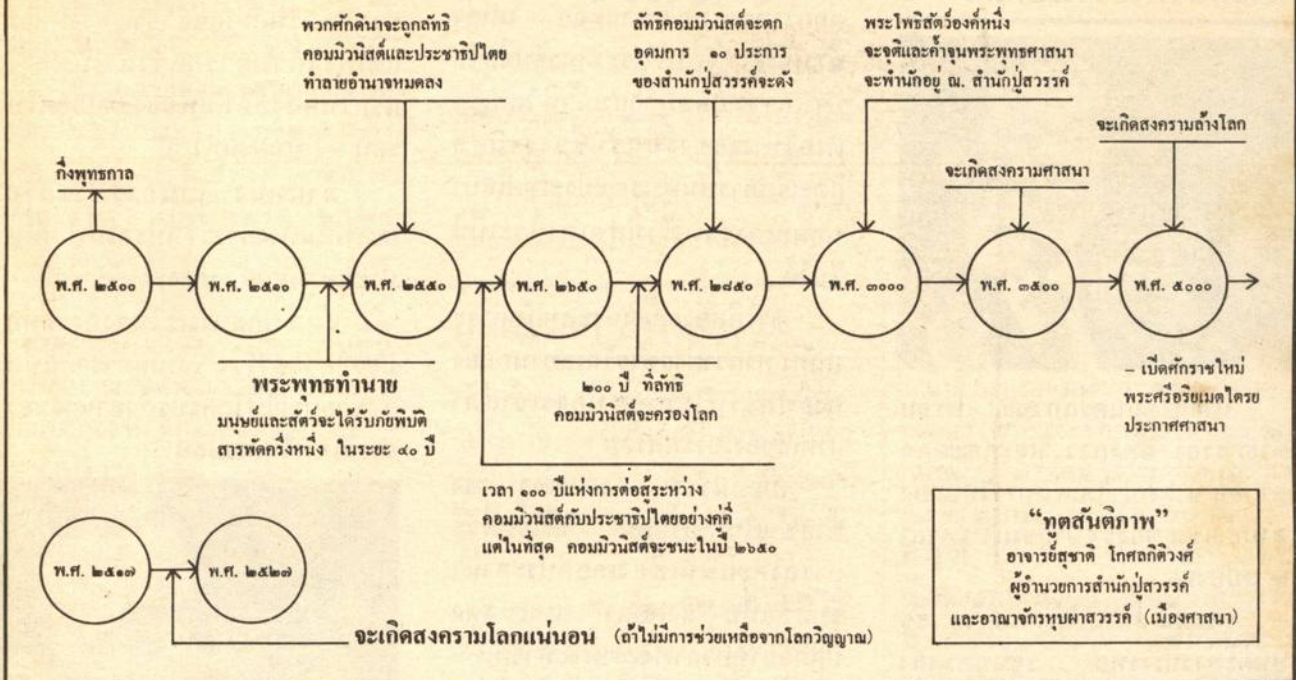 พวกศักดินาจะถูกลัทธิ
คอมมิวนิสต์และประชาธิปไตย
ทำลายอำนาจหมดลง
ลัทธิคอมมิวนิสต์จะตก
อุดมการ ๑๐ ประการ
ของสำนักปู่สวรรค์จะดัง
พระโพธิสัตว์องค์หนึ่ง
จะจุติและค้ำจุนพระพุทธศาสนา
จะพำนักอยู่ ณ. สำนักปู่สวรรค์
จะเกิดสงครามล้างโลก
กึ่งพุทธกาล
จะเกิดสงครามศาสนา
พ.ศ. ๒๕๐๐
พ.ศ. ๒๕๑๐
พ.ศ. ๒๕๕๐
พ.ศ. ๒๖๕๐
พ.ศ. ๒๘๕๐
พ.ศ. ๓๐๐๐
พ.ศ. ๓๕๐๐
พ.ศ. ๕๐๐๐
พระพุทธทำนาย
มนุษย์และสัตว์จะได้รับภัยพิบัติ
สารพัดครึ่งหนึ่ง ในระยะ ๔๐ ปี
๒๐๐ ปี ที่ลัทธิ
คอมมิวนิสต์จะครองโลก
– เปิดศักราชใหม่
พระศรีอริยเมตไตรย
ประกาศศาสนา
เวลา ๑๐๐ ปีแห่งการต่อสู้ระหว่าง
คอมมิวนิสต์กับประชาธิปไตยอย่างคู่คี่
แต่ในที่สุด คอมมิวนิสต์จะชนะในปี ๒๖๕๐
พ.ศ. ๒๕๑๗
พ.ศ. ๒๕๒๗
จะเกิดสงครามโลกแน่นอน (ถ้าไม่มีการช่วยเหลือจากโลกวิญญาณ)
“ทูตสันติภาพ”
อาจารย์สุชาติ โกศลกิติวงศ์
ผู้อำนวยการสำนักปู่สวรรค์
และอาณาจักรหุบผาสวรรค์ (เมืองศาสนา)